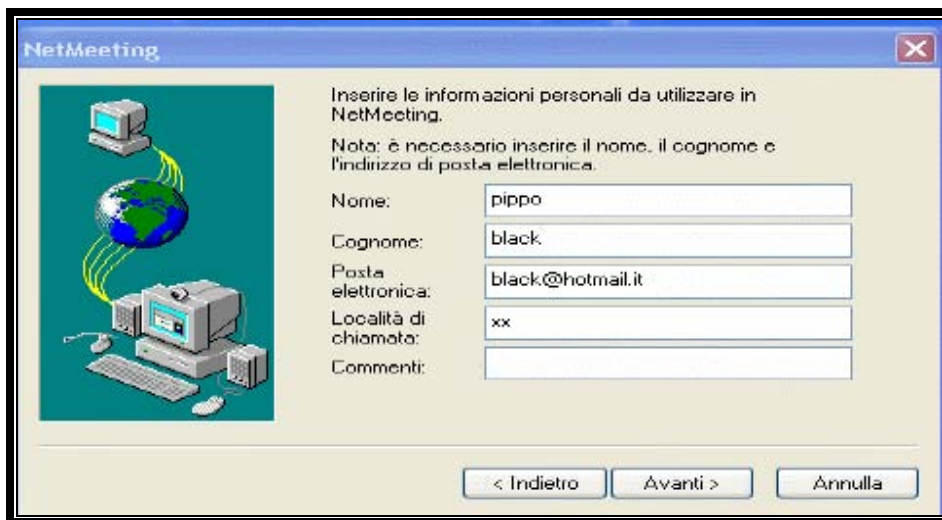 NetMeeting
Inserire le informazioni personali da utilizzare in
NetMeeting.
Nota: è necessario inserire il nome, il cognome e
l'indirizzo di posta elettronica.
Nome: pippo
Cognome: black
Posta
elettronica: black@hotmail.it
Località di
chiamata: xx
Commenti:
< Indietro Avanti > Annulla